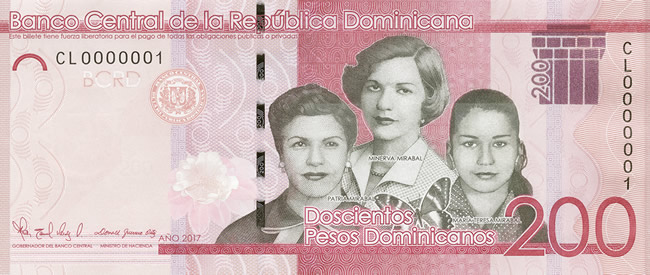 Banco Central de la República Dominicana
Este billete tiene fuerza liberatoria para el pago de todas las obligaciones públicas o privadas
CL0000001
BCRD
200
CL0000001
MINERVA MIRABAL
PATRIA MIRABAL
MARÍA TERESA MIRABAL
Doscientos
Pesos Dominicanos
200
GOBERNADOR DEL BANCO CENTRAL
MINISTRO DE HACIENDA
AÑO 2017